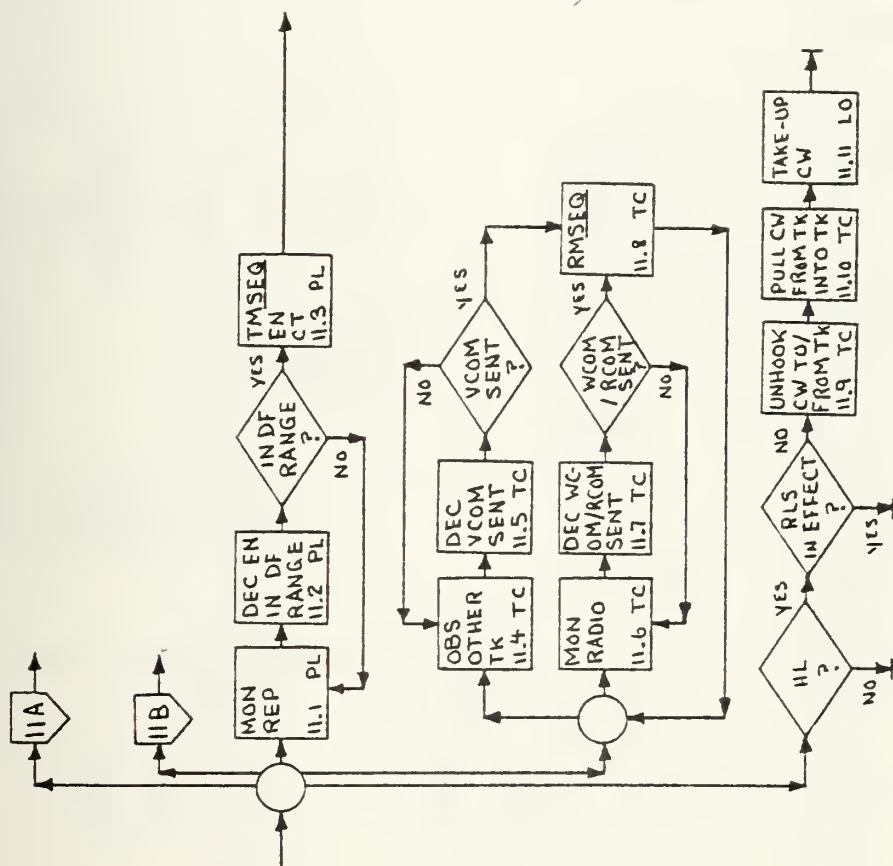 11A
11B
MON
REP
11.1 PL
DEC EN
IN DF
RANGE
11.2 PL
IN DF
RANGE
?
YES
NO
TMSEQ
EN
CT
11.3 PL
OBS
OTHER
TK
11.4 TC
DEC
VCOM
SENT
11.5 TC
VCOM
SENT
?
YES
NO
MON
RADIO
11.6 TC
DEC WC-
OM/RCOM
SENT
11.7 TC
WCOM
/ RCOM
SENT
?
YES
NO
RMSEQ
11.8 TC
HL
?
YES
NO
RLS
IN EFFECT
?
NO
YES
UNHOOK
CW TO/
FROM TK
11.9 TC
PULL CW
FROM TK
INTO TK
11.10 TC
TAKE-UP
CW
11.11 LO